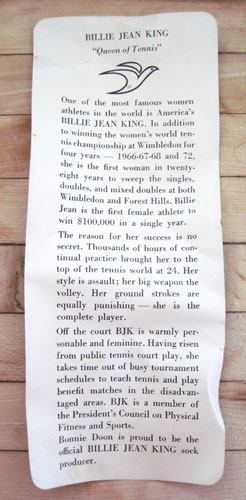 BILLIE JEAN KING
"Queen of Tennis"
One of the most famous women
athletes in the world is America's
BILLIE JEAN KING. In addition
to winning the women's world ten-
nis championship at Wimbledon for
four years — 1966-67-68 and 72,
she is the first woman in twenty-
eight years to sweep the singles,
doubles, and mixed doubles at both
Wimbledon and Forest Hills. Billie
Jean is the first female athlete to
win $100,000 in a single year.
The reason for her success is no
secret. Thousands of hours of con-
tinual practice brought her to the
top of the tennis world at 24. Her
style is assault; her big weapon the
volley. Her ground strokes are
equally punishing — she is the
complete player.
Off the court BJK is warmly per-
sonable and feminine. Having risen
from public tennis court play, she
takes time out of busy tournament
schedules to teach tennis and play
benefit matches in the disadvan-
taged areas. BJK is a member of
the President's Council on Physical
Fitness and Sports.
Bonnie Doon is proud to be the
official BILLIE JEAN KING sock
producer.